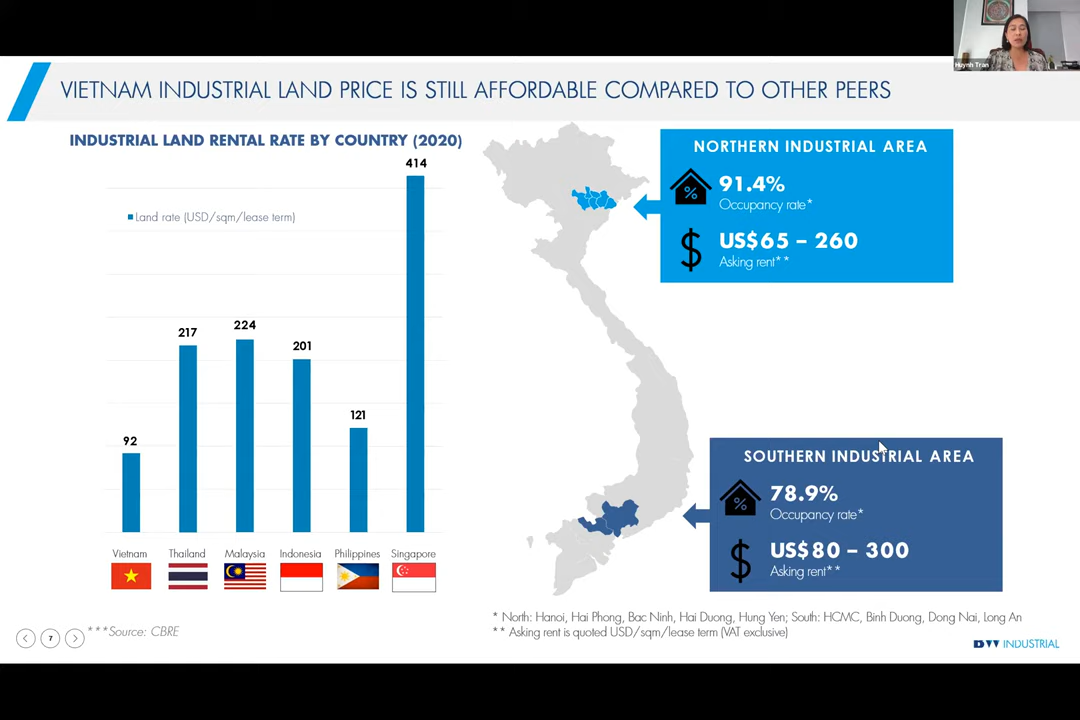 Huynh Tran
VIETNAM INDUSTRIAL LAND PRICE IS STILL AFFORDABLE COMPARED TO OTHER PEERS
INDUSTRIAL LAND RENTAL RATE BY COUNTRY (2020)
Land rate (USD/sqm/lease term)
92
217
224
201
121
414
Vietnam
Thailand
Malaysia
Indonesia
Philippines
Singapore
NORTHERN INDUSTRIAL AREA
%
91.4%
Occupancy rate*
$
US$65 – 260
Asking rent**
SOUTHERN INDUSTRIAL AREA
%
78.9%
Occupancy rate*
$
US$80 – 300
Asking rent**
* North: Hanoi, Hai Phong, Bac Ninh, Hai Duong, Hung Yen; South: HCMC, Binh Duong, Dong Nai, Long An
** Asking rent is quoted USD/sqm/lease term (VAT exclusive)
7
***Source: CBRE
INDUSTRIAL